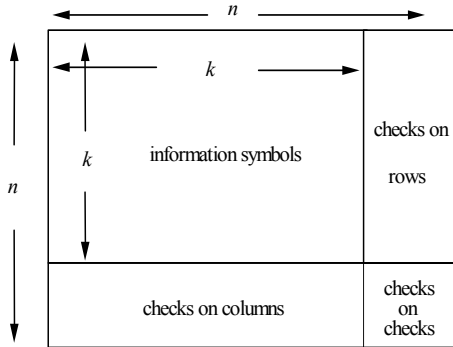 n
k
checks on
rows
information symbols
k
n
checks on columns
checks
on
checks